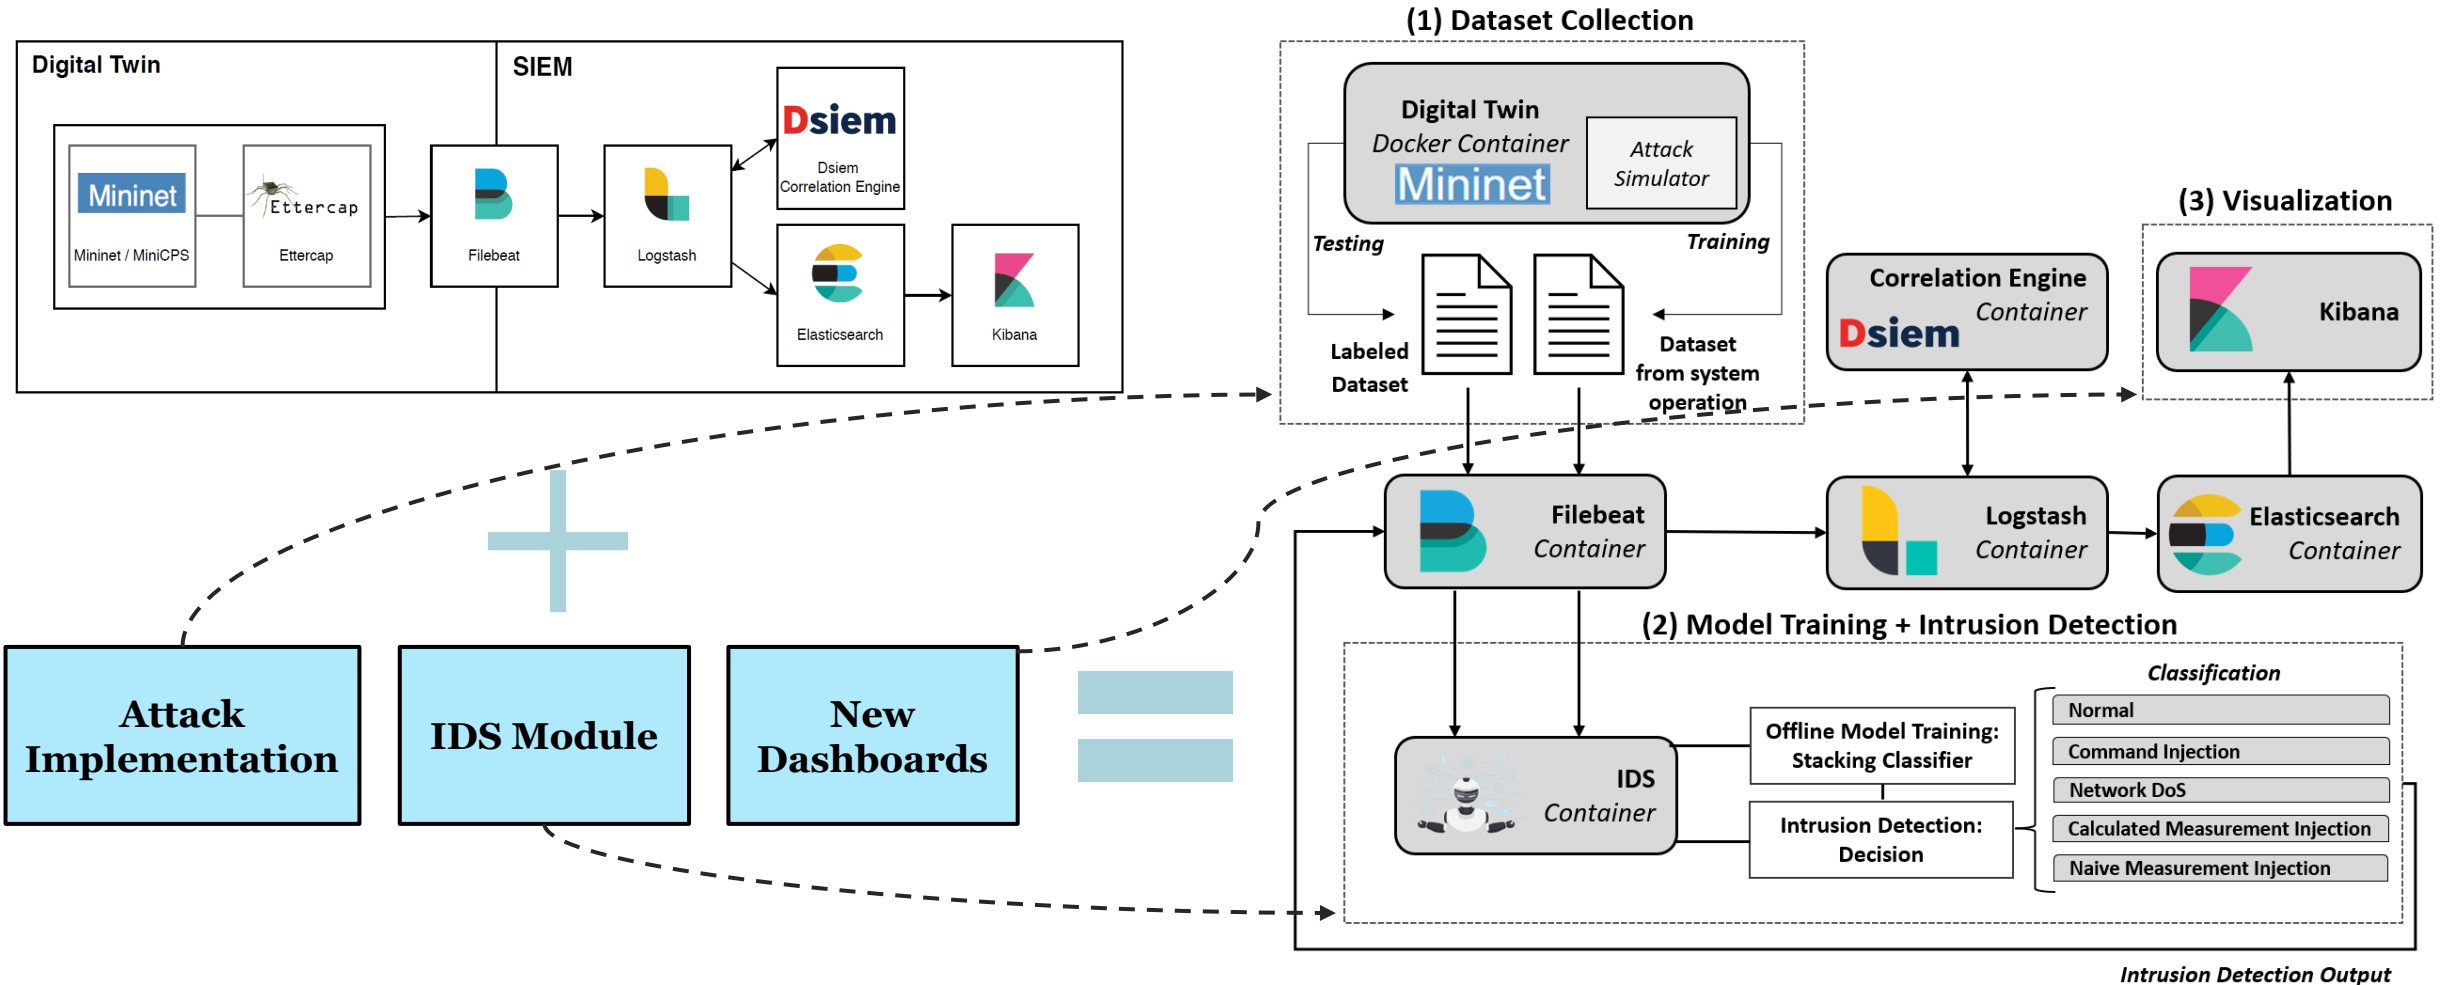 Digital Twin
SIEM
Mininet
Mininet / MiniCPS
Ettercap
Ettercap
Filebeat
Logstash
Dsiem
Dsiem
Correlation Engine
Elasticsearch
Kibana
Attack
Implementation
IDS Module
New
Dashboards
(1) Dataset Collection
Digital Twin
Docker Container
Mininet
Attack
Simulator
Testing
Training
Labeled
Dataset
Dataset
from system
operation
Correlation Engine
Container
Dsiem
(3) Visualization
Kibana
Filebeat
Container
Logstash
Container
Elasticsearch
Container
(2) Model Training + Intrusion Detection
IDS
Container
Offline Model Training:
Stacking Classifier
Intrusion Detection:
Decision
Classification
Normal
Command Injection
Network DoS
Calculated Measurement Injection
Naive Measurement Injection
Intrusion Detection Output